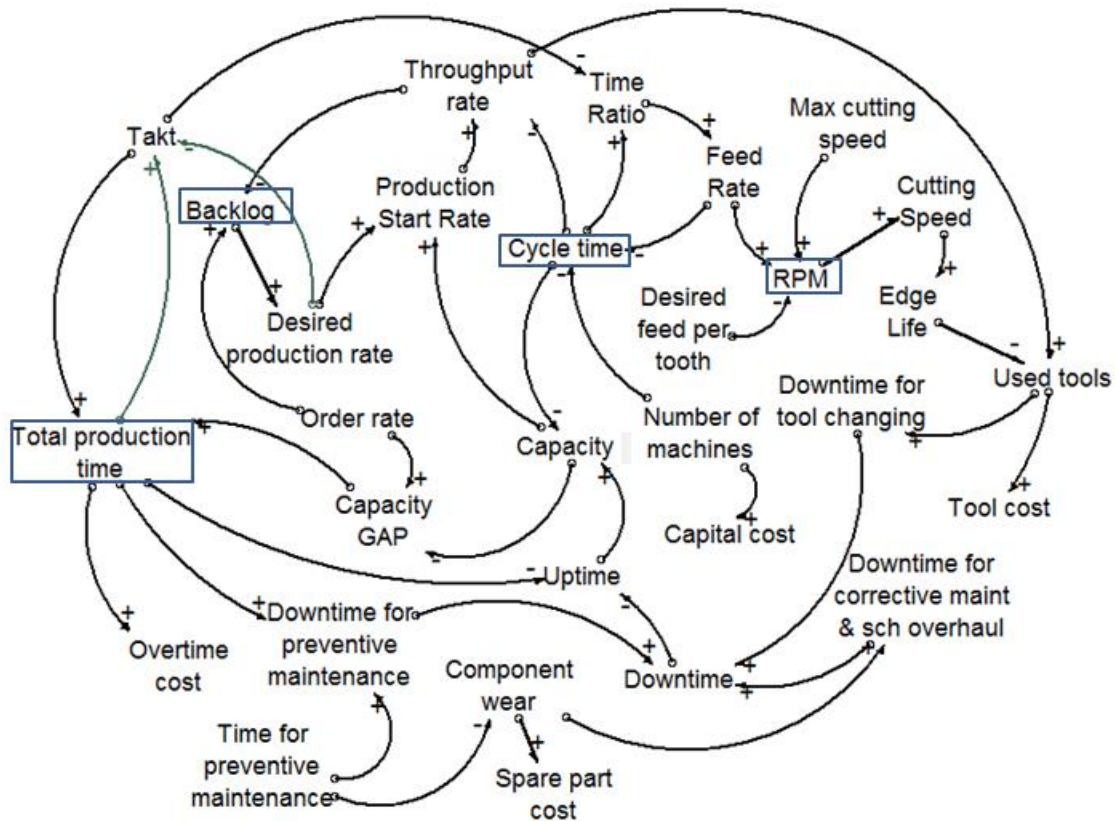 Throughput
rate
Time
Ratio
Max cutting
speed
Takt
Feed
Rate
Cutting
Speed
Production
Start Rate
Backlog
Cycle time
RPM
Desired
production rate
Desired
feed per
tooth
Edge
Life
Used tools
Downtime for
tool changing
Order rate
Total production
time
Capacity
Number of
machines
Capacity
GAP
Capital cost
Tool cost
Uptime
Downtime for
corrective maint
& sch overhaul
Downtime for
preventive
maintenance
Overtime
cost
Component
wear
Downtime
Time for
preventive
maintenance
Spare part
cost